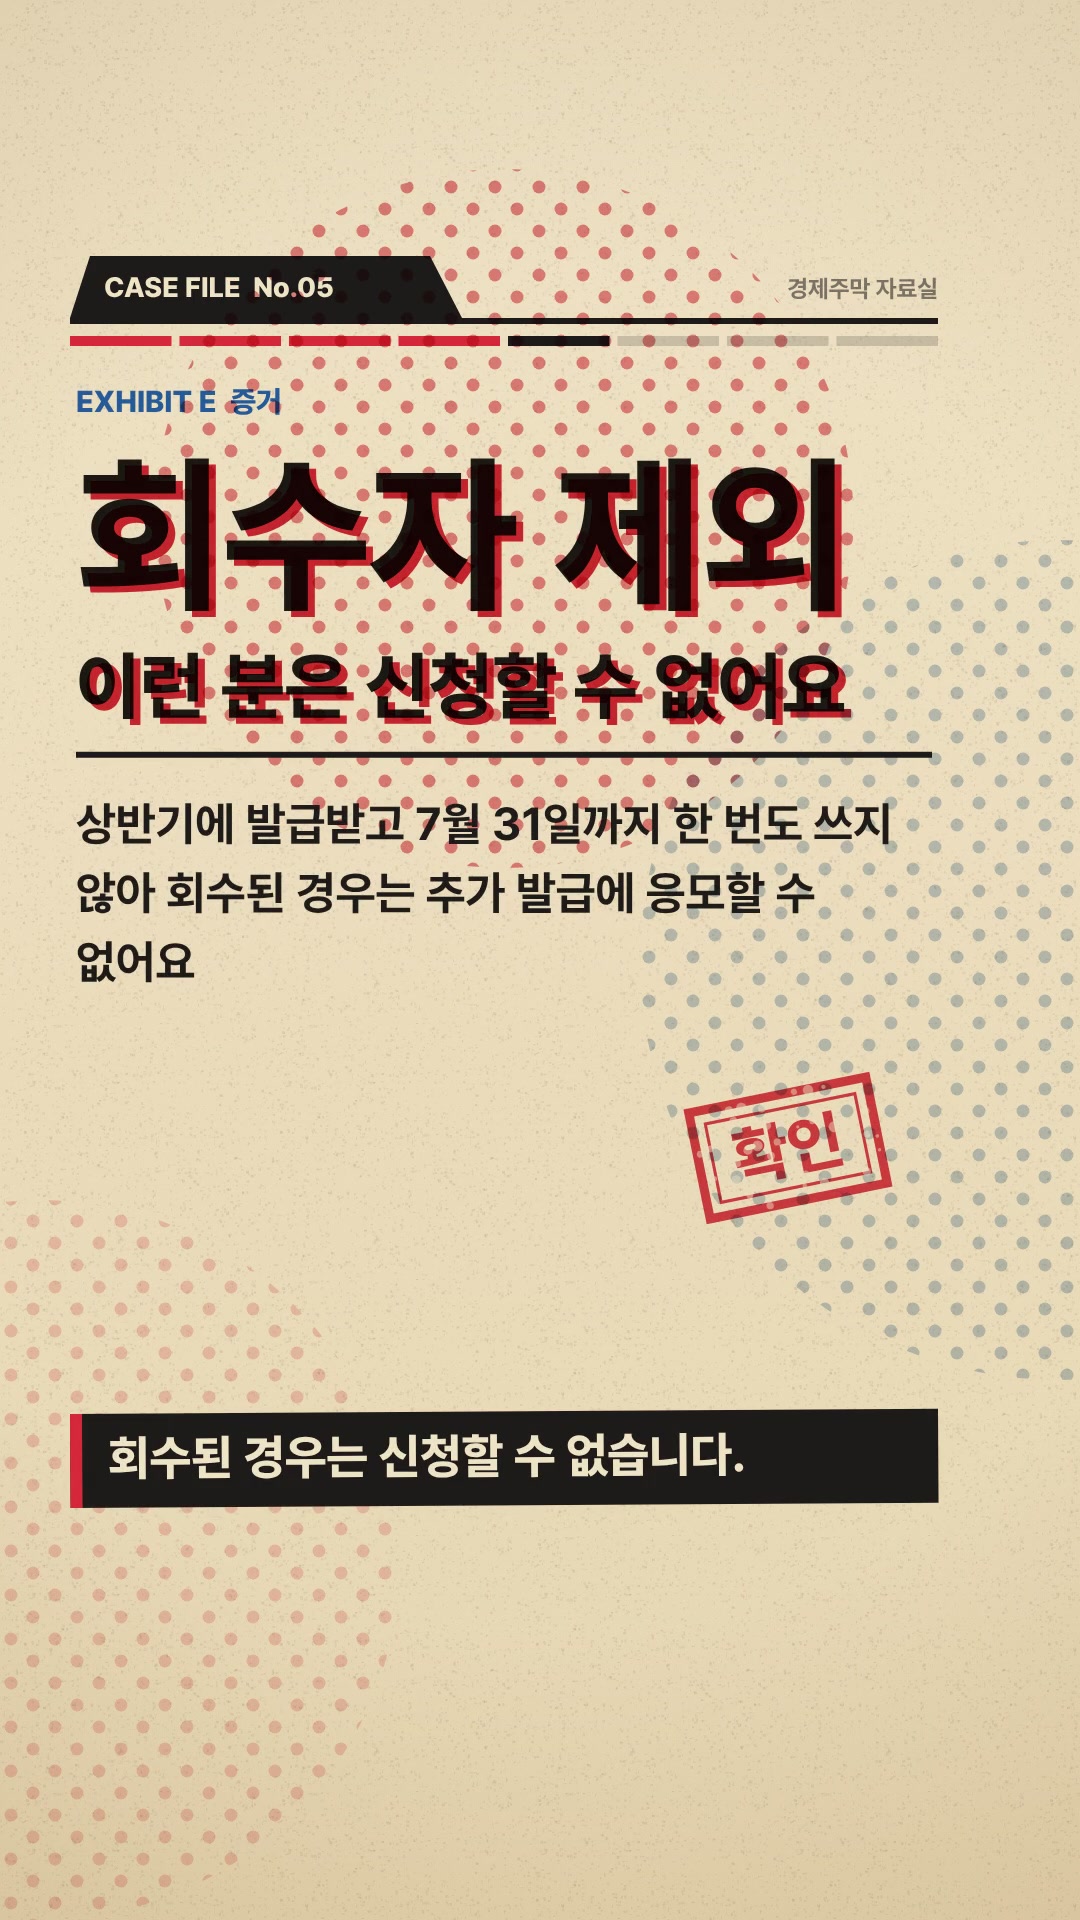 CASE FILE No.05
경제주막 자료실
EXHIBIT E 증거
회수자 제외
이런 분은 신청할 수 없어요
상반기에 발급받고 7월 31일까지 한 번도 쓰지
않아 회수된 경우는 추가 발급에 응모할 수
없어요
확인
회수된 경우는 신청할 수 없습니다.